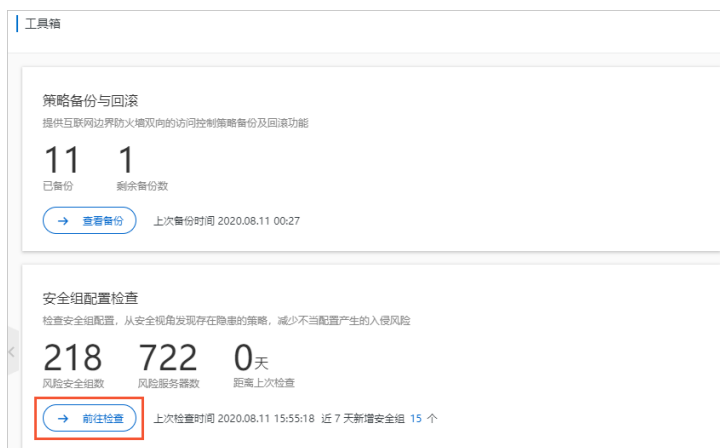 工具箱
策略备份与回滚
提供互联网边界防火墙双向的访问控制策略备份及回滚功能
11 1
已备份 剩余备份数
→ 查看备份 上次备份时间 2020.08.11 00:27
安全组配置检查
检查安全组配置，从安全视角发现存在隐患的策略，减少不当配置产生的入侵风险
218 722 0天
风险安全组数 风险服务器数 距离上次检查
→ 前往检查 上次检查时间 2020.08.11 15:55:18 近 7 天新增安全组 15 个